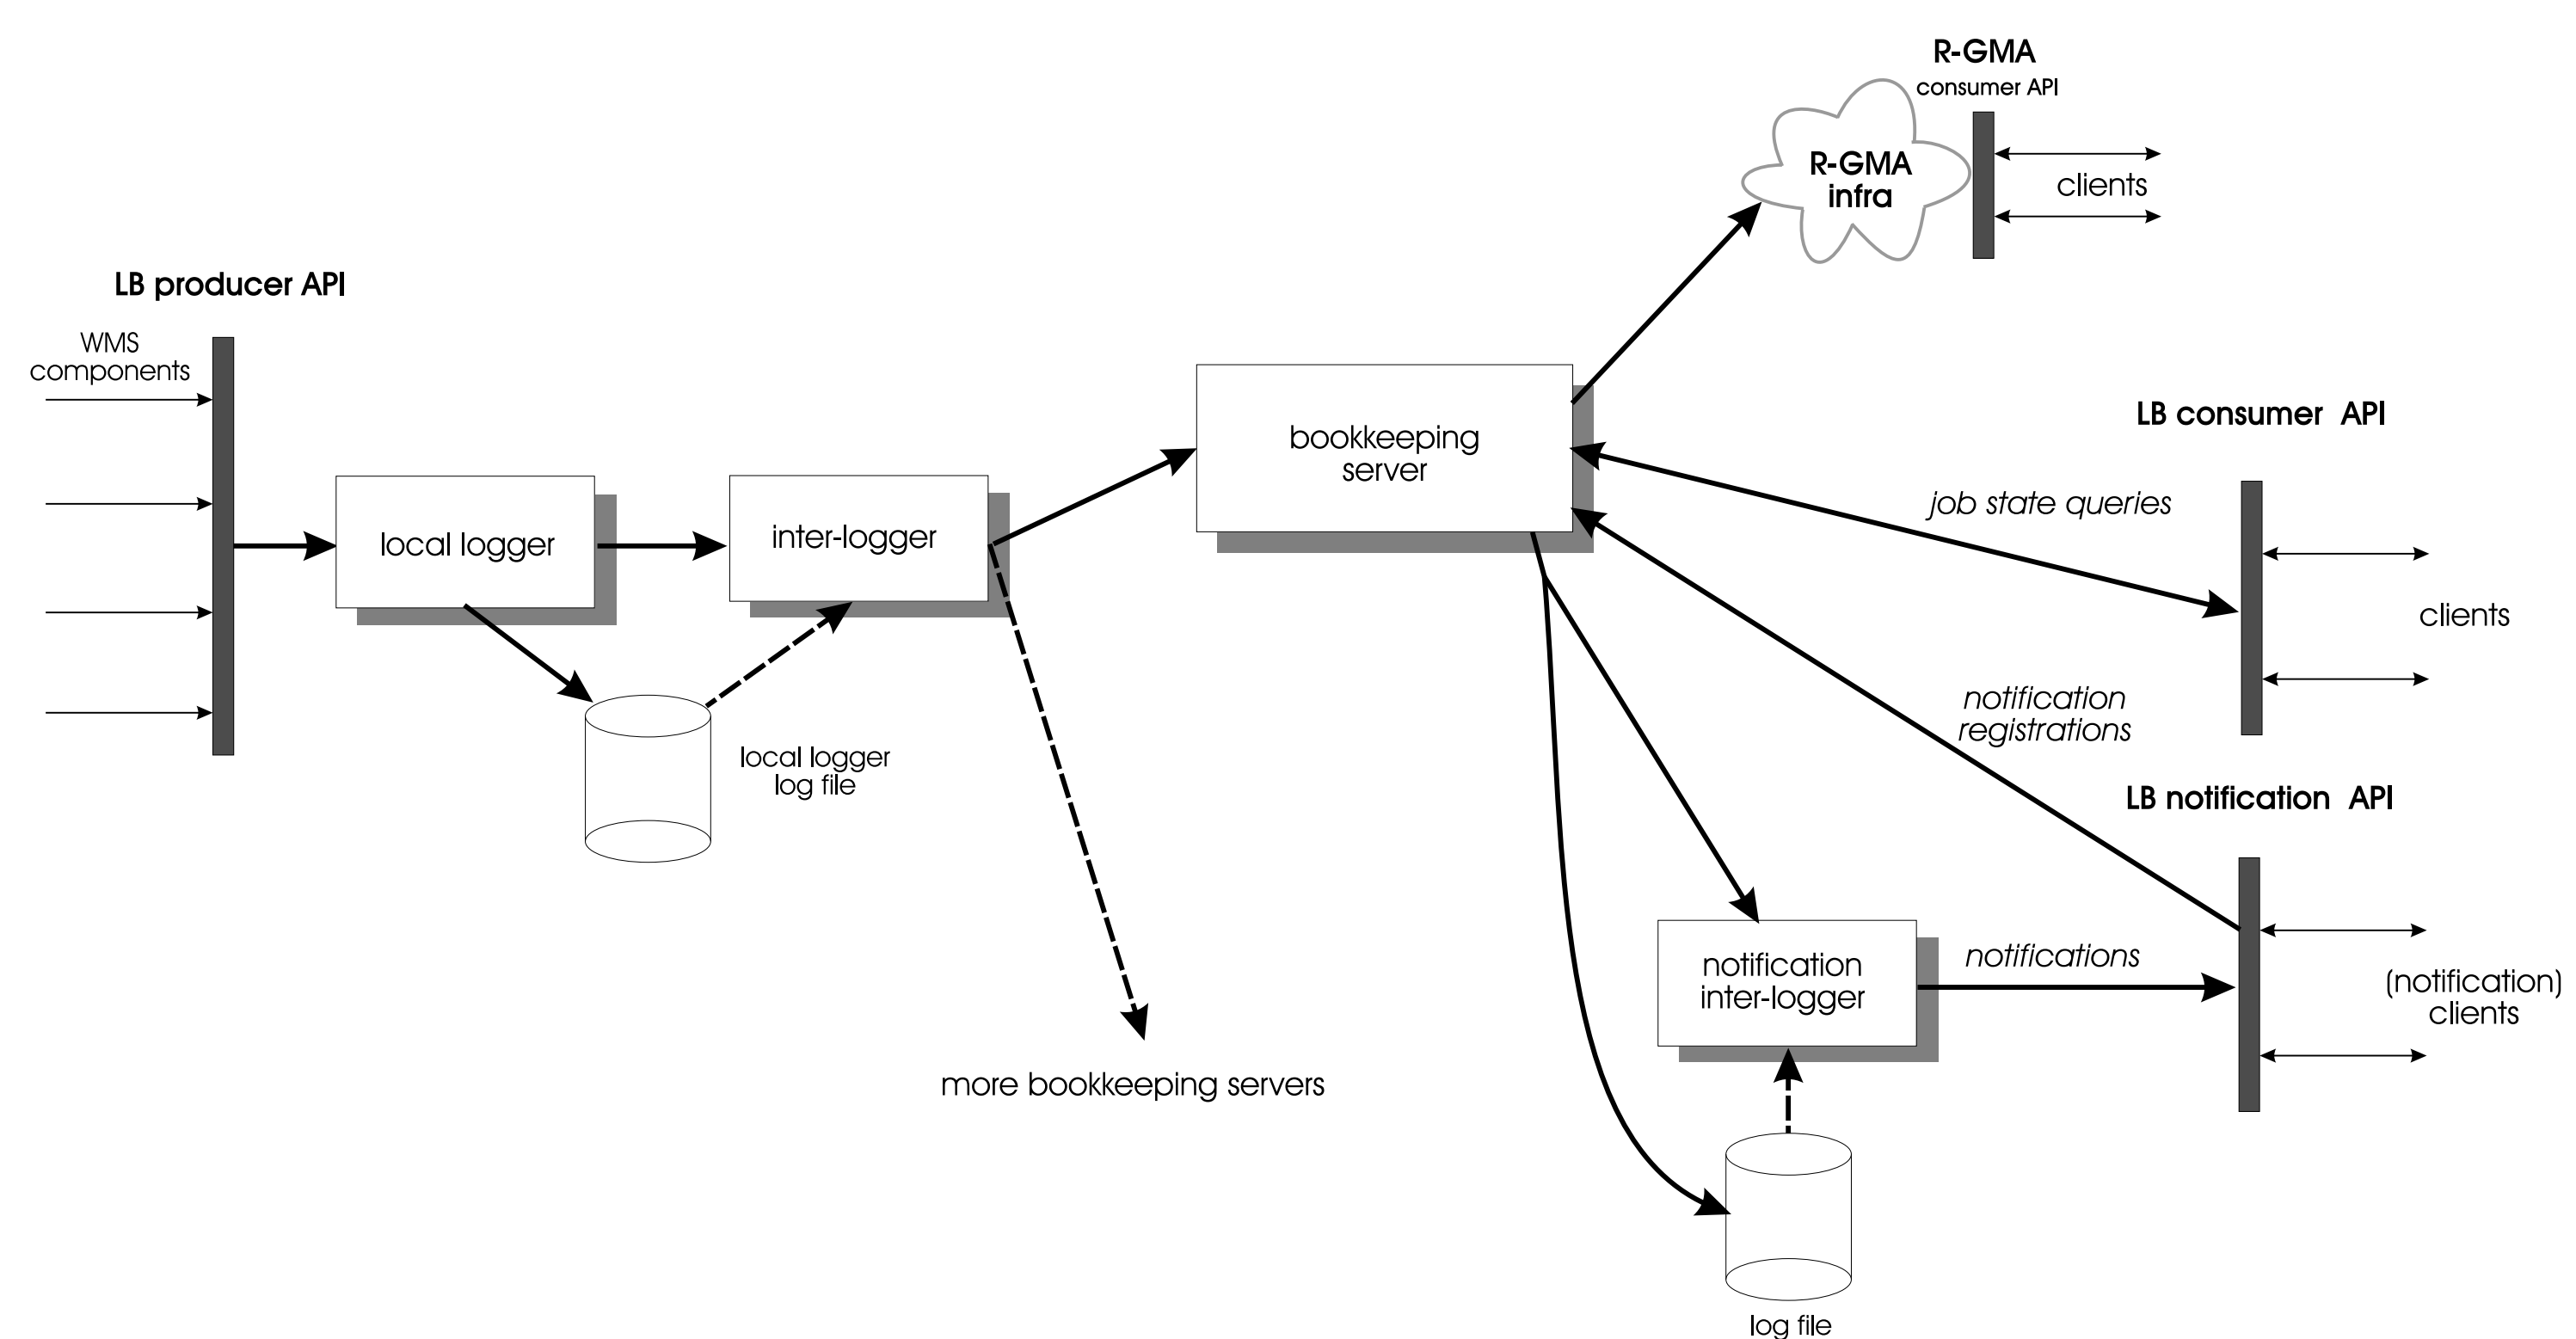 R-GMA
consumer API
R-GMA
infra
clients
LB producer API
WMS
components
LB consumer API
bookkeeping
server
job state queries
local logger
inter-logger
clients
notification
registrations
local logger
log file
LB notification API
notification
inter-logger
notifications
(notification)
clients
more bookkeeping servers
log file